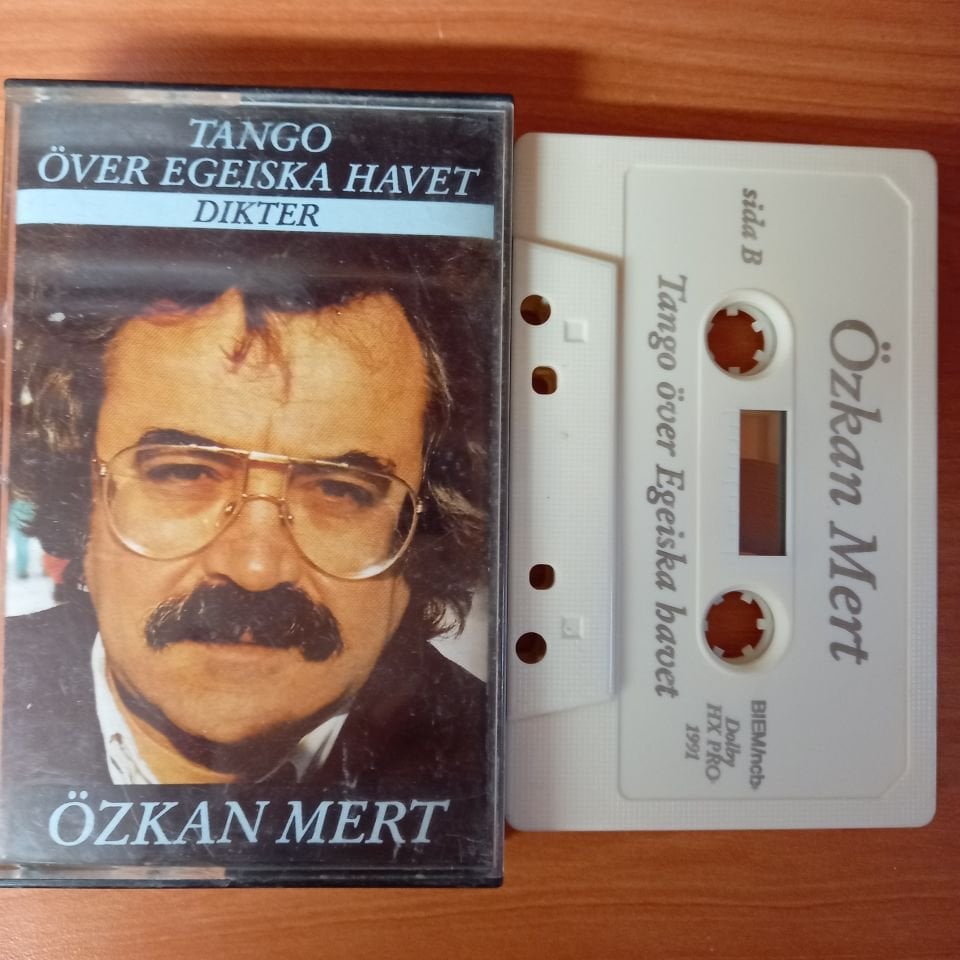 TANGO
ÖVER EGEISKA HAVET
DIKTER
ÖZKAN MERT
Özkan Mert
sida B
Tango över Egeiska havet
BIEM/ncb
Dolby
HX PRO
1991